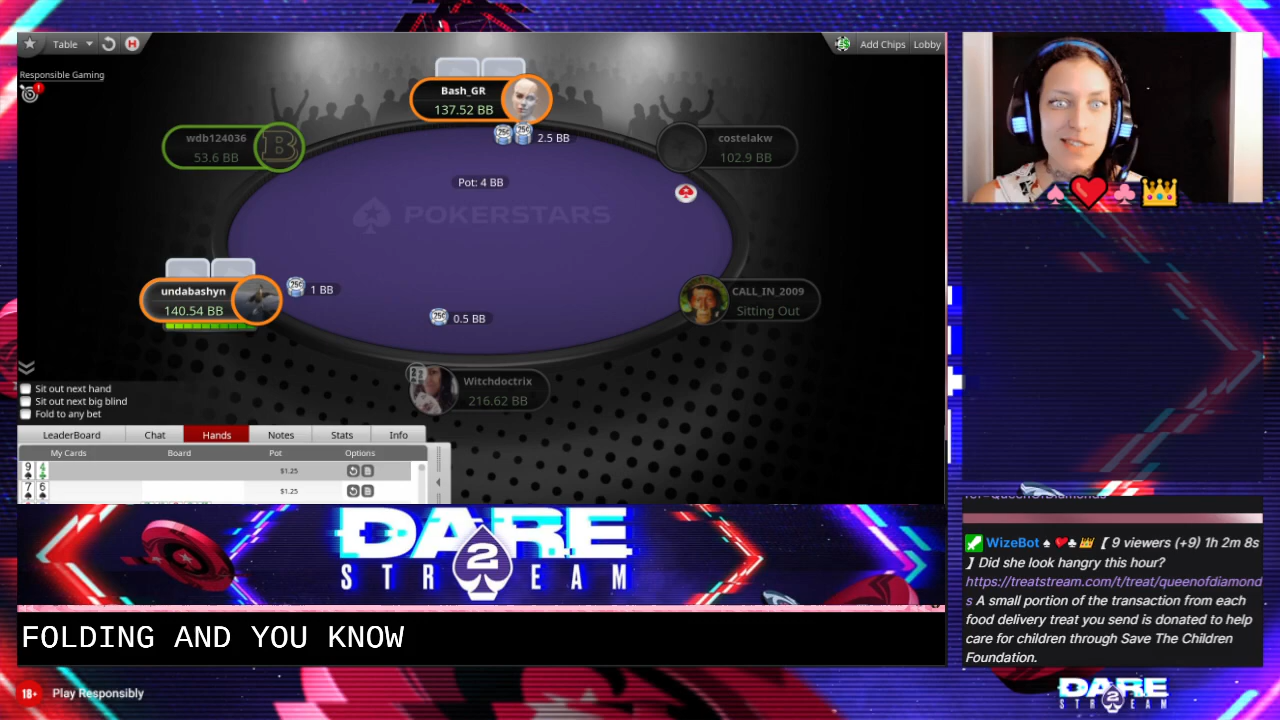 Table
H
Add Chips
Lobby
Responsible Gaming
Bash_GR
137.52 BB
2.5 BB
wdb124036
53.6 BB
B
costelakw
102.9 BB
Pot: 4 BB
POKERSTARS
undabashyn
140.54 BB
1 BB
CALL_IN_2009
Sitting Out
0.5 BB
Witchdoctrix
216.62 BB
Sit out next hand
Sit out next big blind
Fold to any bet
LeaderBoard Chat Hands Notes Stats Info
My Cards Board Pot Options
9 4 $1.25
7 6 $1.25
DARE
2
STREAM
FOLDING AND YOU KNOW
WizeBot [ 9 viewers (+9) 1h 2m 8s
] Did she look hangry this hour?
https://treatstream.com/t/treat/queenofdiamond
s A small portion of the transaction from each
food delivery treat you send is donated to help
care for children through Save The Children
Foundation.
18+ Play Responsibly
DARE
2
STREAM